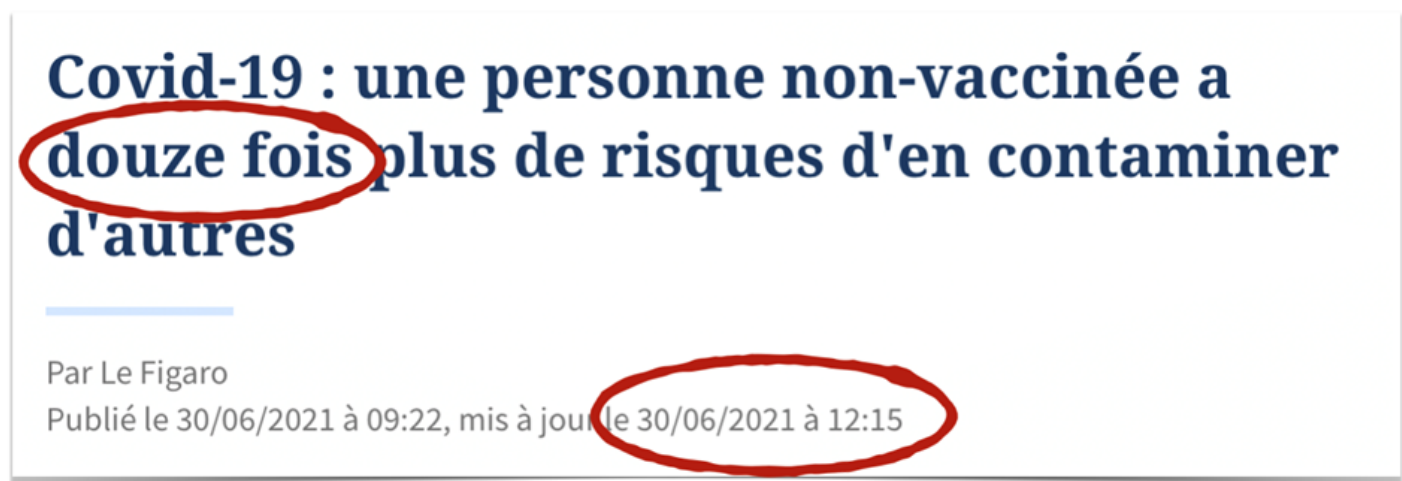 Covid-19 : une personne non-vaccinée a
douze fois plus de risques d'en contaminer
d'autres
Par Le Figaro
Publié le 30/06/2021 à 09:22, mis à jour le 30/06/2021 à 12:15